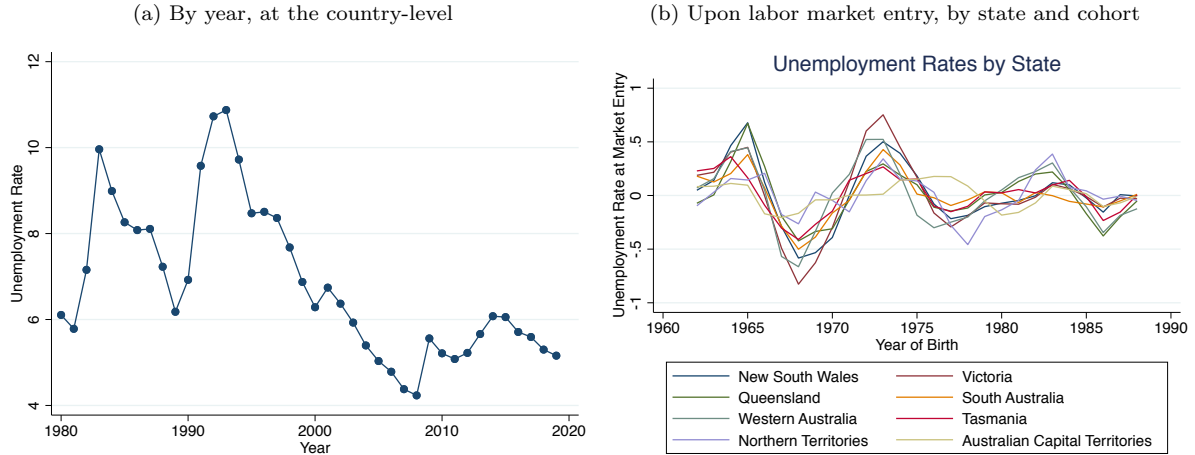 (a) By year, at the country-level
12
10
8
6
4
Unemployment Rate
1980
1990
2000
2010
2020
Year
(b) Upon labor market entry, by state and cohort
Unemployment Rates by State
1
.5
0
-.5
-1
Unemployment Rate at Market Entry
1960
1965
1970
1975
1980
1985
1990
Year of Birth
New South Wales
Victoria
Queensland
South Australia
Western Australia
Tasmania
Northern Territories
Australian Capital Territories